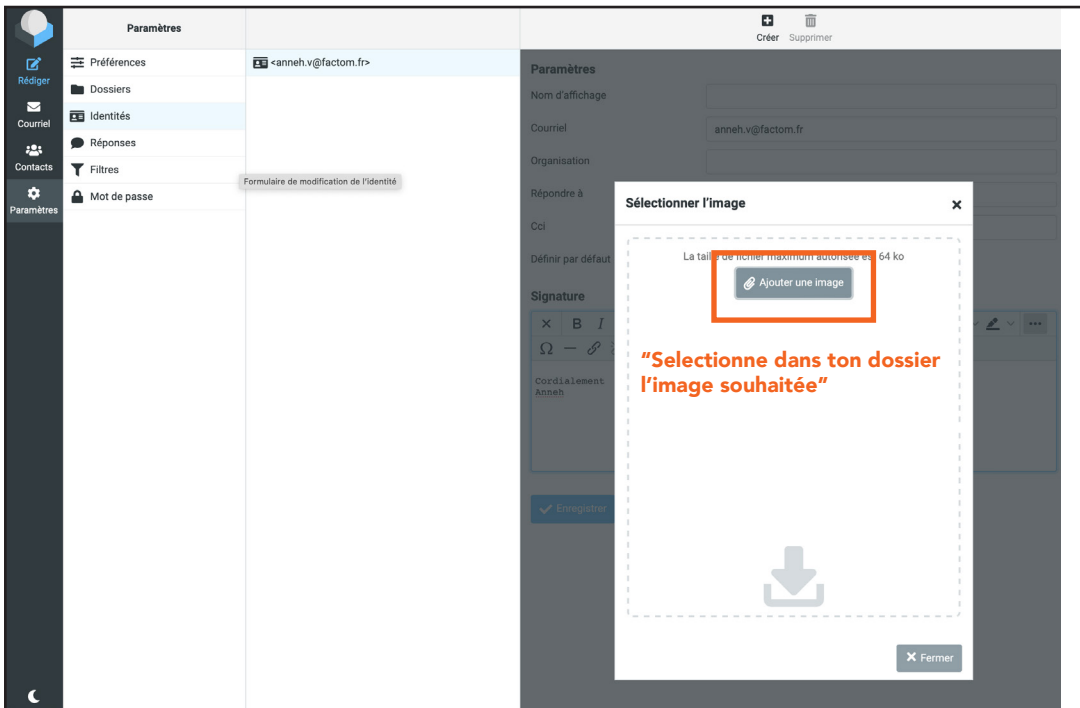 Paramètres
Créer
Supprimer
Rédiger
Courriel
Contacts
Paramètres
Préférences
Dossiers
Identités
Réponses
Filtres
Mot de passe
<anneh.v@factom.fr>
Formulaire de modification de l'identité
Paramètres
Nom d'affichage
Courriel
anneh.v@factom.fr
Organisation
Répondre à
Cci
Définir par défaut
Signature
B I
Ω
Cordialement
Anneh
Enregistrer
Sélectionner l'image
La taille de fichier maximum autorisée est 64 ko
Ajouter une image
“Selectionne dans ton dossier
l’image souhaitée”
Fermer